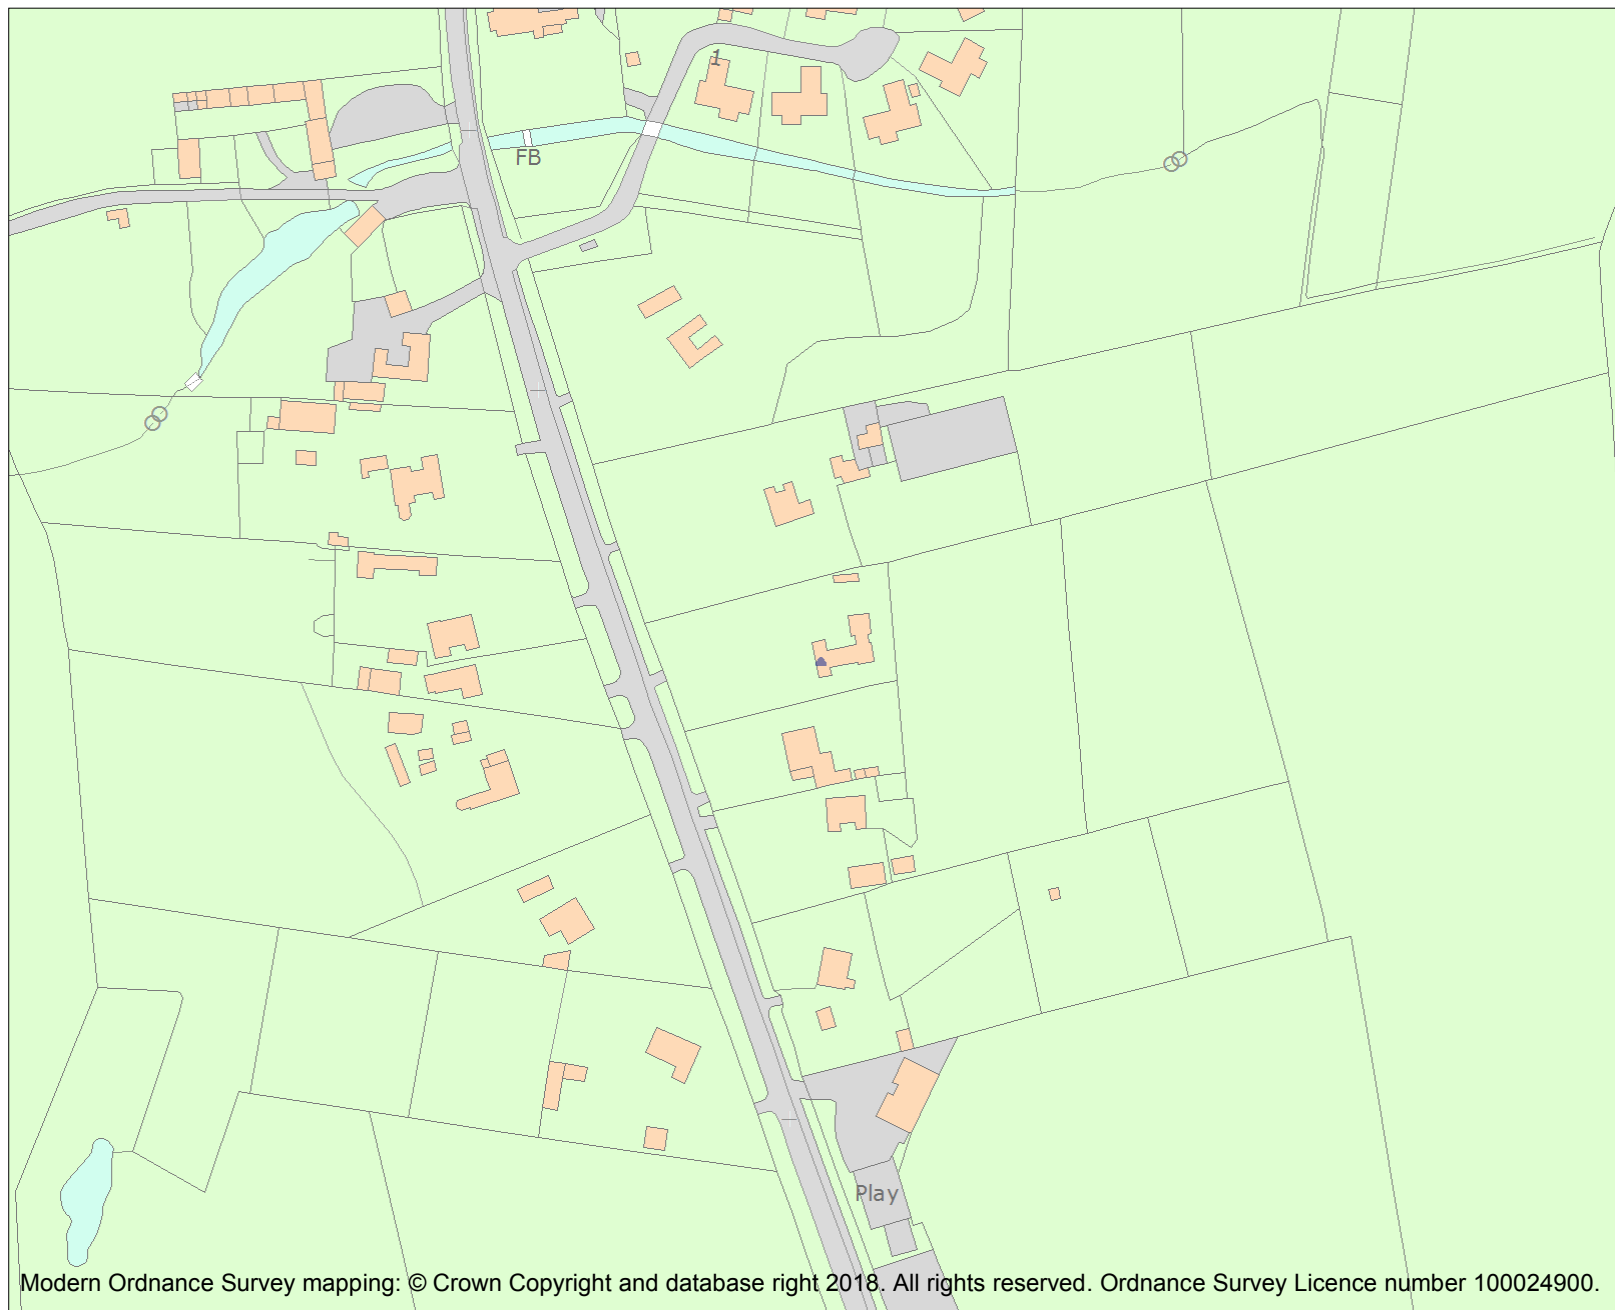 1
FB
Play
Modern Ordnance Survey mapping: © Crown Copyright and database right 2018. All rights reserved. Ordnance Survey Licence number 100024900.